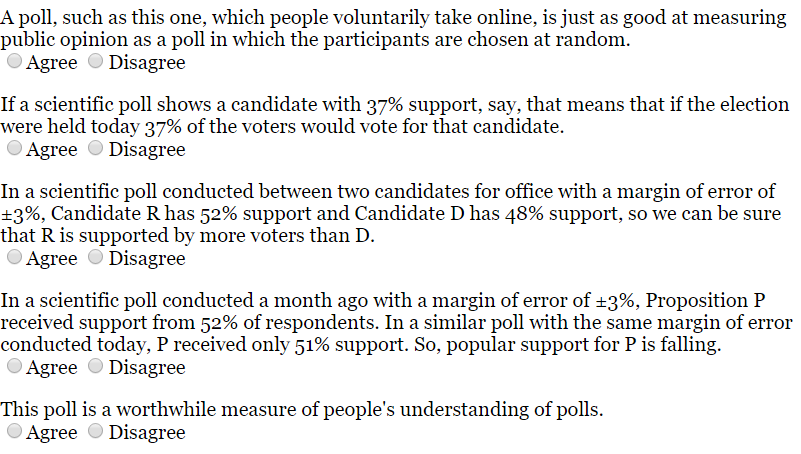 A poll, such as this one, which people voluntarily take online, is just as good at measuring
public opinion as a poll in which the participants are chosen at random.
Agree Disagree
If a scientific poll shows a candidate with 37% support, say, that means that if the election
were held today 37% of the voters would vote for that candidate.
Agree Disagree
In a scientific poll conducted between two candidates for office with a margin of error of
±3%, Candidate R has 52% support and Candidate D has 48% support, so we can be sure
that R is supported by more voters than D.
Agree Disagree
In a scientific poll conducted a month ago with a margin of error of ±3%, Proposition P
received support from 52% of respondents. In a similar poll with the same margin of error
conducted today, P received only 51% support. So, popular support for P is falling.
Agree Disagree
This poll is a worthwhile measure of people's understanding of polls.
Agree Disagree